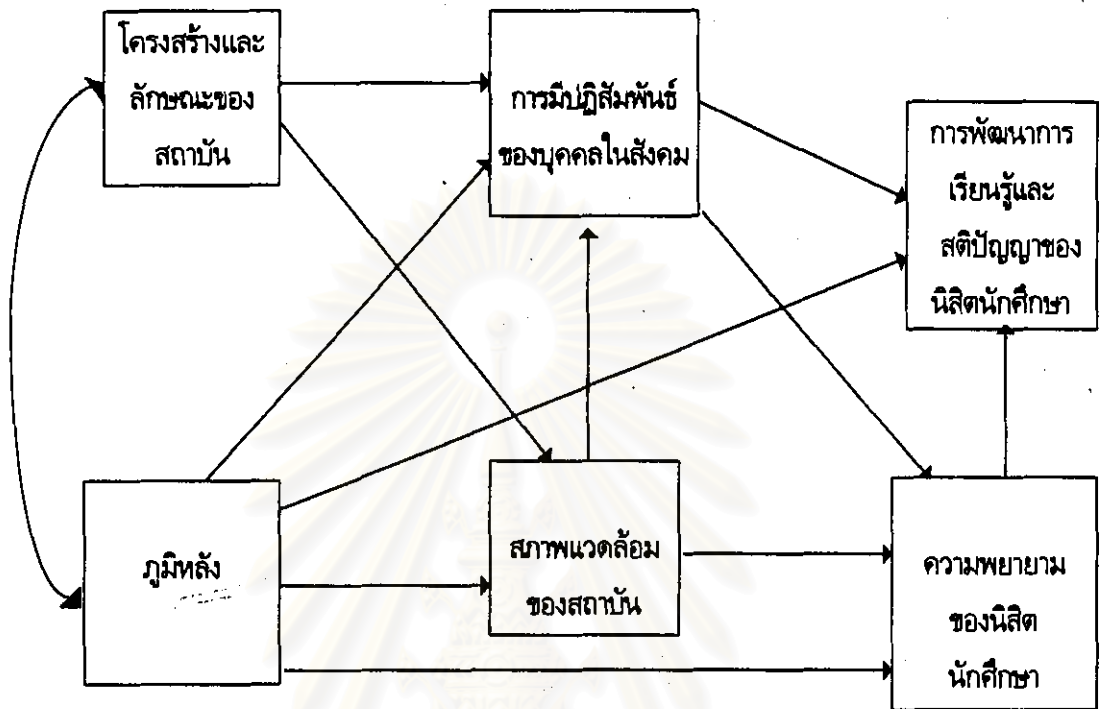 โครงสร้างและ
ลักษณะของ
สถาบัน
การมีปฏิสัมพันธ์
ของบุคคลในสังคม
การพัฒนาการ
เรียนรู้และ
สติปัญญาของ
นิสิตนักศึกษา
ภูมิหลัง
สภาพแวดล้อม
ของสถาบัน
ความพยายาม
ของนิสิต
นักศึกษา